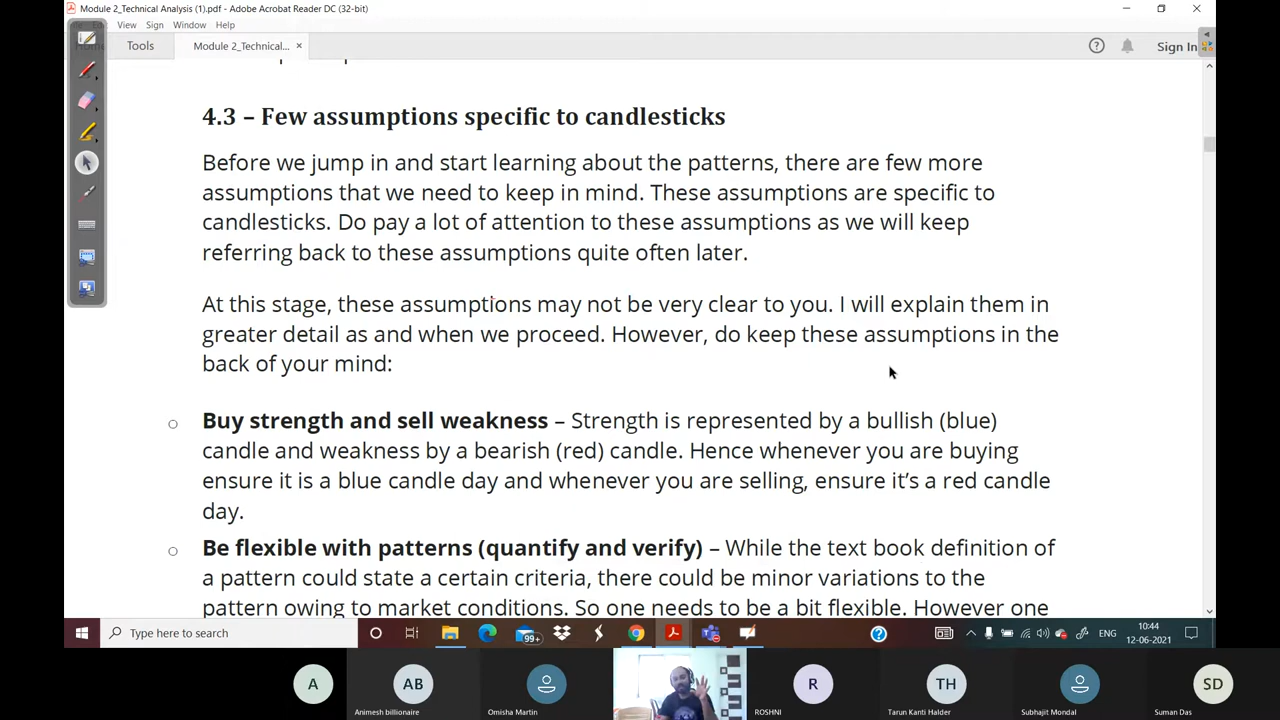 Module 2_Technical Analysis (1).pdf - Adobe Acrobat Reader DC (32-bit)
View Sign Window Help
Home Tools Module 2_Technical... × Sign In
4.3 – Few assumptions specific to candlesticks
Before we jump in and start learning about the patterns, there are few more
assumptions that we need to keep in mind. These assumptions are specific to
candlesticks. Do pay a lot of attention to these assumptions as we will keep
referring back to these assumptions quite often later.
At this stage, these assumptions may not be very clear to you. I will explain them in
greater detail as and when we proceed. However, do keep these assumptions in the
back of your mind:
Buy strength and sell weakness – Strength is represented by a bullish (blue)
candle and weakness by a bearish (red) candle. Hence whenever you are buying
ensure it is a blue candle day and whenever you are selling, ensure it's a red candle
day.
Be flexible with patterns (quantify and verify) – While the text book definition of
a pattern could state a certain criteria, there could be minor variations to the
pattern owing to market conditions. So one needs to be a bit flexible. However one
Type here to search
99+
ENG
10:44
12-06-2021
A AB R TH SD
Animesh billionaire Omisha Martin ROSHNI Tarun Kanti Halder Subhajit Mondal Suman Das